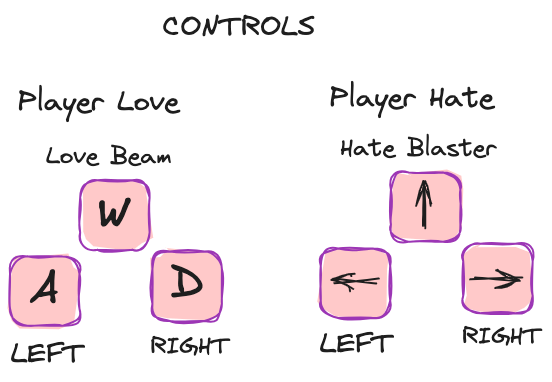 CONTROLS
Player Love
Love Beam
W
A
D
LEFT
RIGHT
Player Hate
Hate Blaster
↑
←
→
LEFT
RIGHT